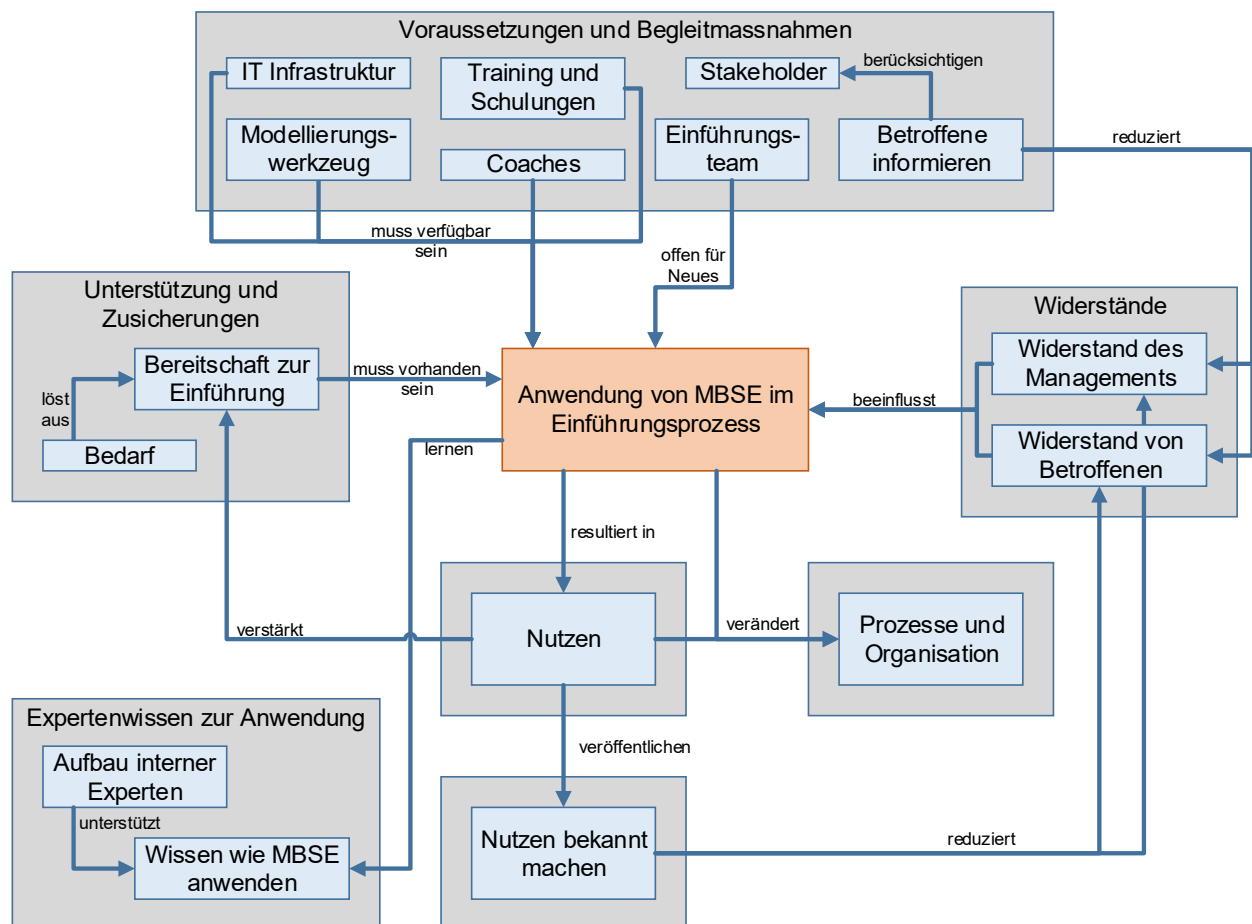 Voraussetzungen und Begleitmassnahmen
IT Infrastruktur
Training und
Schulungen
Stakeholder
berücksichtigen
Modellierungs-
werkzeug
Coaches
Einführungs-
team
Betroffene
informieren
reduziert
muss verfügbar
sein
offen für
Neues
Unterstützung und
Zusicherungen
Bereitschaft zur
Einführung
löst
aus
Bedarf
muss vorhanden
sein
Anwendung von MBSE im
Einführungsprozess
beeinflusst
Widerstände
Widerstand des
Managements
Widerstand von
Betroffenen
lernen
resultiert in
verstärkt
Nutzen
verändert
Prozesse und
Organisation
Expertenwissen zur Anwendung
Aufbau interner
Experten
unterstützt
Wissen wie MBSE
anwenden
veröffentlichen
Nutzen bekannt
machen
reduziert